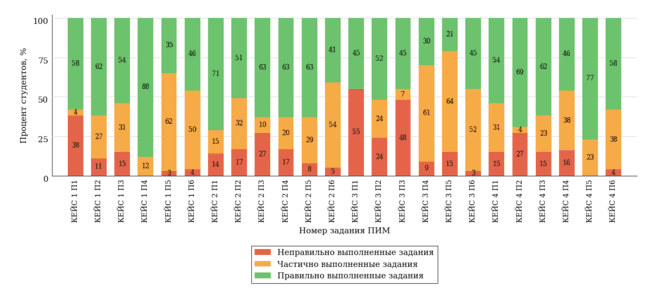 Процент студентов, %
100
75
50
25
0
58 4 38
62 27 11
54 31 15
88 12
35 62 3
46 50 4
71 15 14
51 32 17
63 10 27
63 20 17
63 29 8
41 54 5
45 55
52 24 24
45 7 48
30 61 9
21 64 15
45 52 3
54 31 15
69 4 27
62 23 15
46 38 16
77 23
58 38 4
КЕЙС 1 П1
КЕЙС 1 П2
КЕЙС 1 П3
КЕЙС 1 П4
КЕЙС 1 П5
КЕЙС 1 П6
КЕЙС 2 П1
КЕЙС 2 П2
КЕЙС 2 П3
КЕЙС 2 П4
КЕЙС 2 П5
КЕЙС 2 П6
КЕЙС 3 П1
КЕЙС 3 П2
КЕЙС 3 П3
КЕЙС 3 П4
КЕЙС 3 П5
КЕЙС 3 П6
КЕЙС 4 П1
КЕЙС 4 П2
КЕЙС 4 П3
КЕЙС 4 П4
КЕЙС 4 П5
КЕЙС 4 П6
Номер задания ПИМ
Неправильно выполненные задания
Частично выполненные задания
Правильно выполненные задания